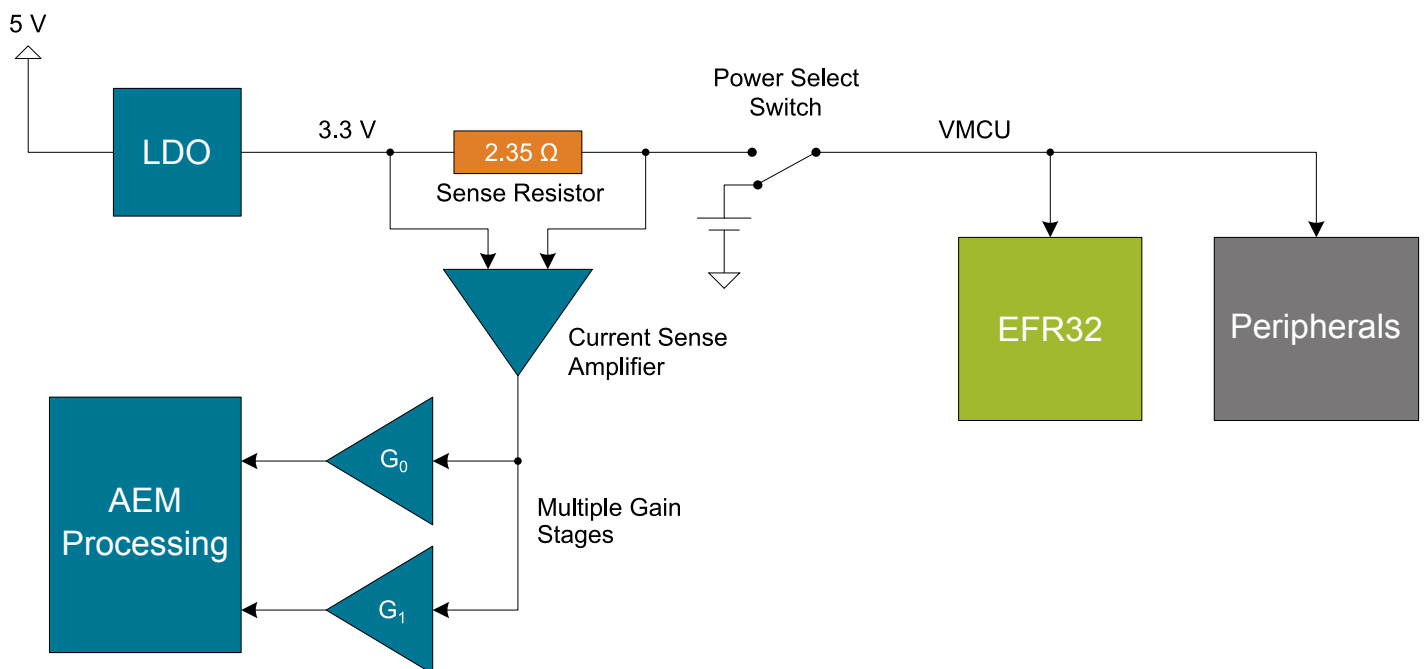 5 V
LDO
3.3 V
2.35 Ω
Sense Resistor
Power Select
Switch
VMCU
EFR32
Peripherals
Current Sense
Amplifier
AEM
Processing
G₀
Multiple Gain
Stages
G₁